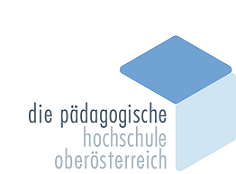 die pädagogische
hochschule
oberösterreich